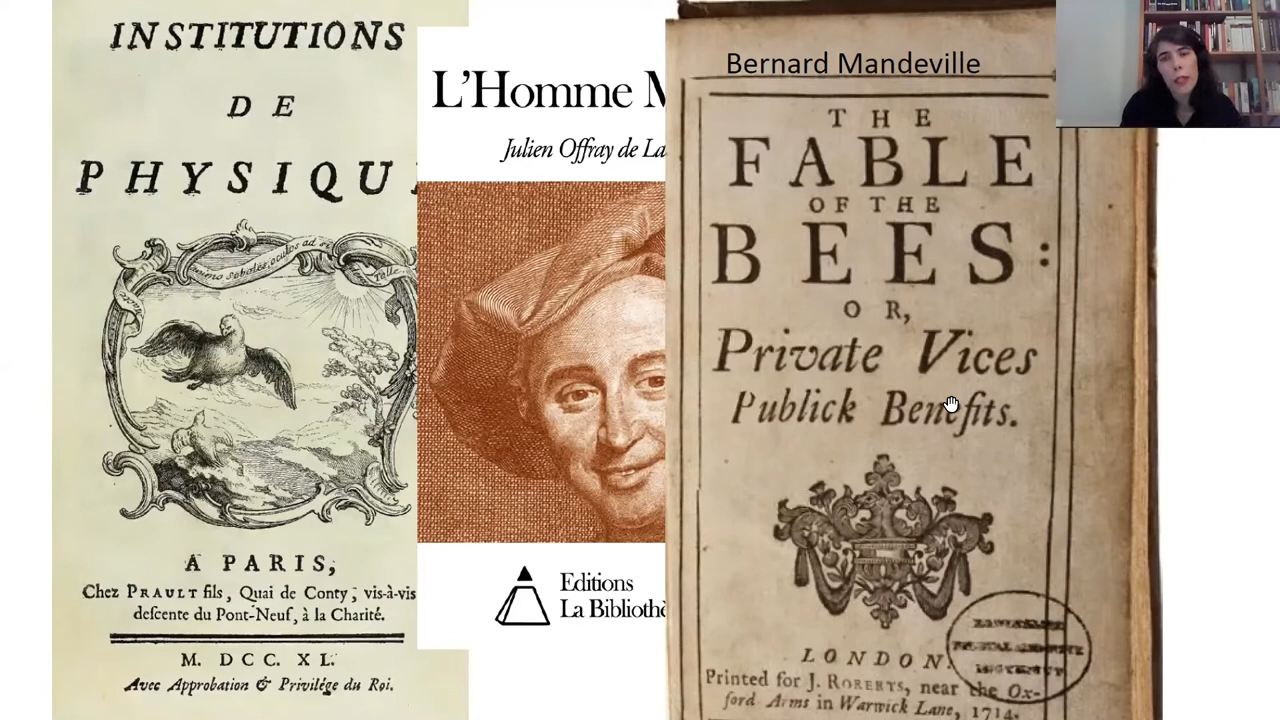 INSTITUTIONS
DE
PHYSIQU
A PARIS,
Chez PRAULT fils, Quai de Conty; vis-à-vis
descente du Pont-Neuf, à la Charité.
M. DCC. XL.
Avec Approbation & Privilége du Roi.
L'Homme M
Julien Offray de La
Editions
La Bibliothè
Bernard Mandeville
THE
FABLE
OF THE
BEES:
OR,
Private Vices
Publick Benefits.
LONDON:
Printed for J. ROBERTS, near the Ox-
ford Arms in Warwick Lane, 1714.